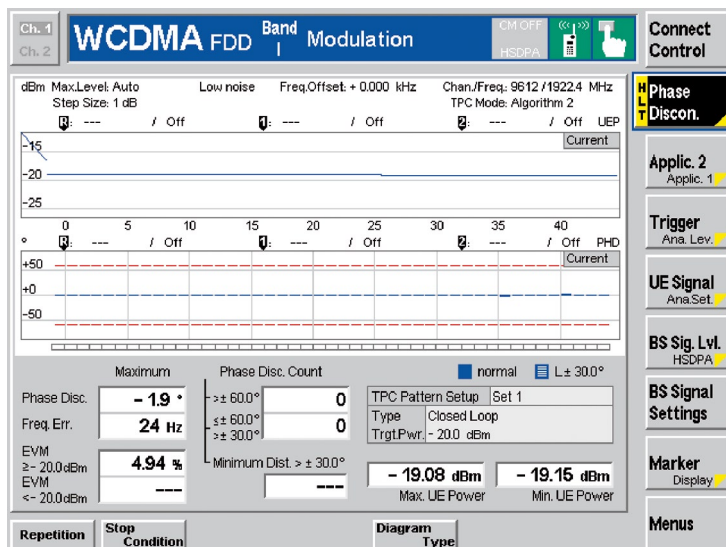 Ch. 1
Ch. 2
WCDMA FDD Band I Modulation
CM OFF
HSDPA
Connect Control
dBm Max.Level: Auto Low noise Freq.Offset: + 0.000 kHz Chan./Freq.: 9612 /1922.4 MHz
Step Size: 1 dB TPC Mode: Algorithm 2
R: --- / Off 1: --- / Off 2: --- / Off UEP
Current
-15
-20
-25
0 5 10 15 20 25 30 35 40
° R: --- / Off 1: --- / Off 2: --- / Off PHD
Current
+50
+0
-50
Maximum Phase Disc. Count normal L ± 30.0°
Phase Disc. - 1.9 ° >± 60.0° 0
Freq. Err. 24 Hz ≤± 60.0° >± 30.0° 0
EVM ≥- 20.0dBm 4.94 %
EVM <- 20.0dBm ---
Minimum Dist. > ± 30.0°
---
TPC Pattern Setup Set 1
Type Closed Loop
Trgt.Pwr. - 20.0 dBm
- 19.08 dBm - 19.15 dBm
Max. UE Power Min. UE Power
HLT
Phase Discon.
Applic. 2
Applic. 1
Trigger
Ana. Lev.
UE Signal
Ana.Set.
BS Sig. Lvl.
HSDPA
BS Signal Settings
Marker
Display
Menus
Repetition
Stop Condition
Diagram Type